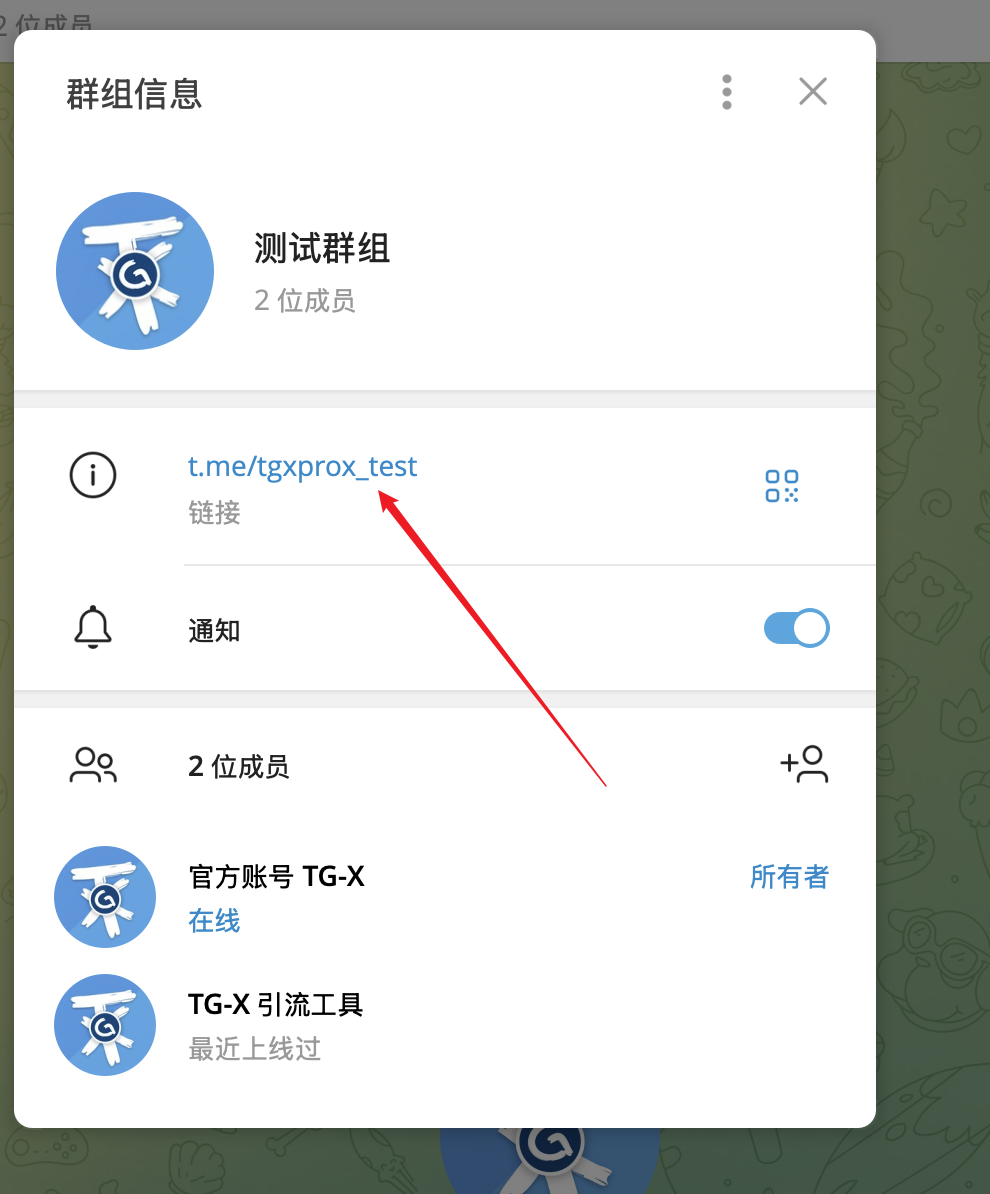 2 位成员
群组信息
测试群组
2 位成员
t.me/tgxprox_test
链接
通知
2 位成员
官方账号 TG-X
所有者
在线
TG-X 引流工具
最近上线过